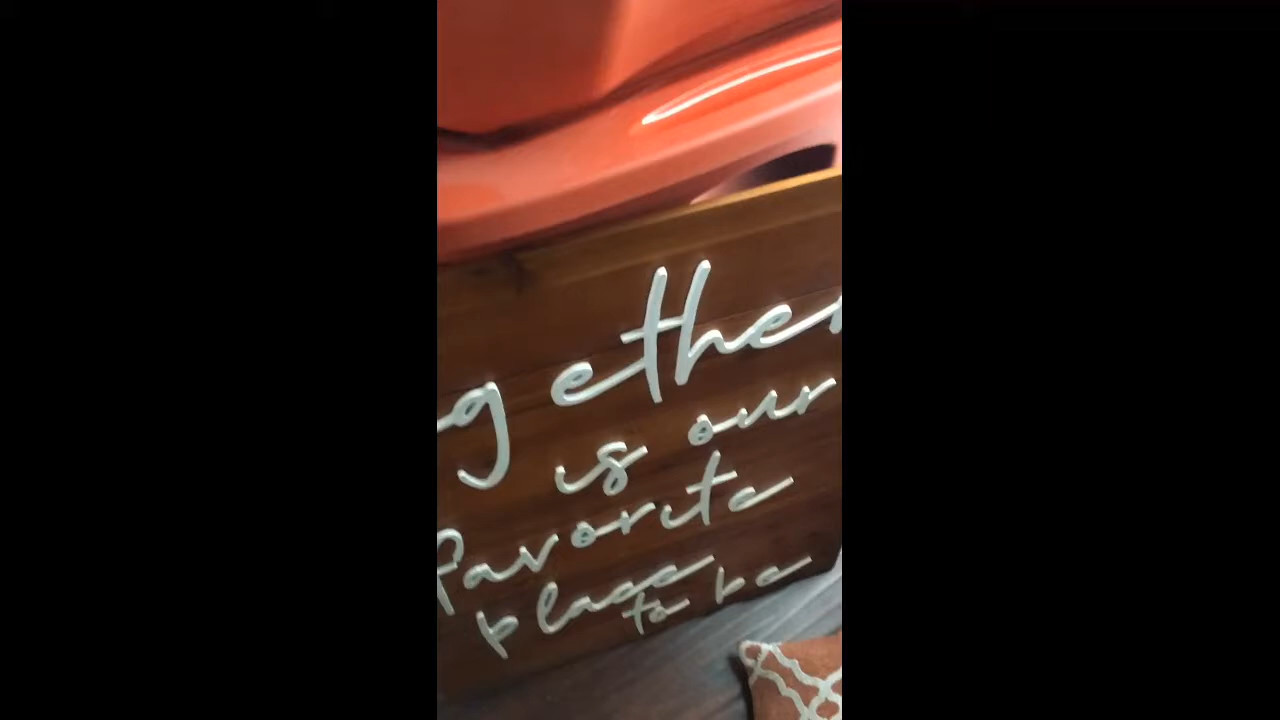 gether
is our
favorite
place
to be